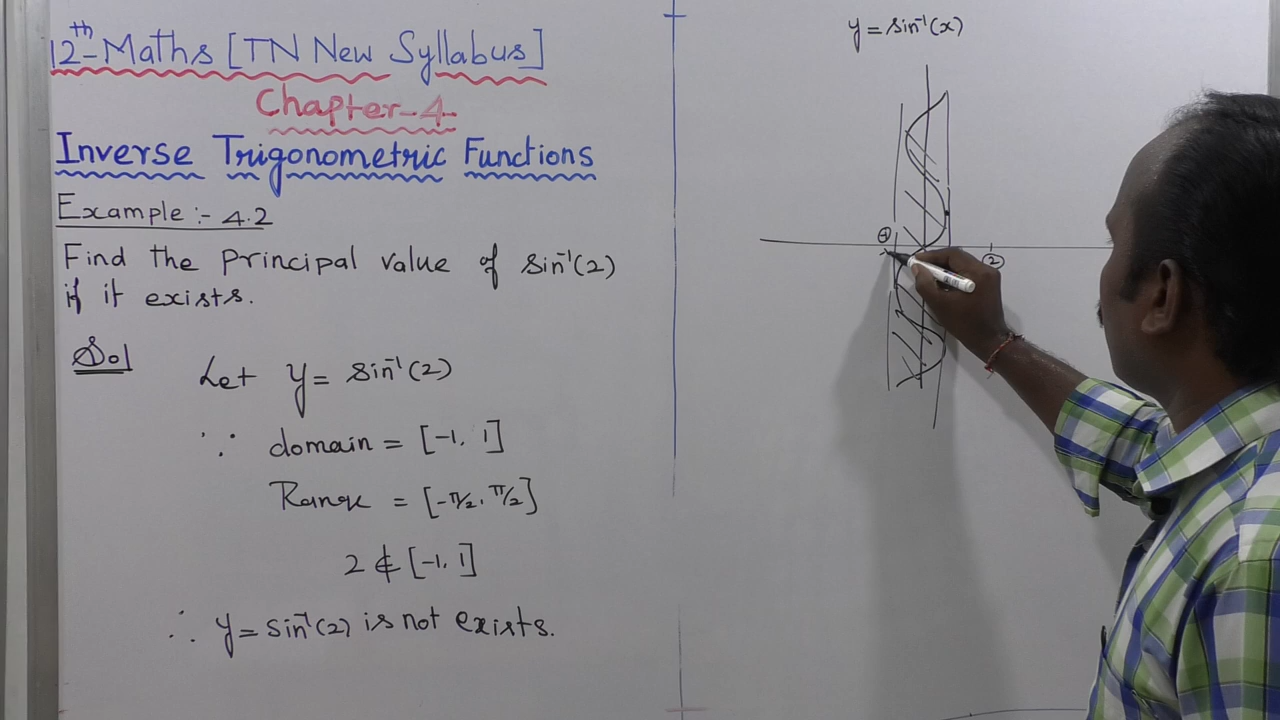 12th-Maths [TN New Syllabus]
Chapter-4
Inverse Trigonometric Functions
Example :- 4.2
Find the principal value of sin⁻¹(2)
if it exists.
Sol
Let y = sin⁻¹(2)
∵ domain = [-1, 1]
Range = [-π/2, π/2]
2 ∉ [-1, 1]
∴ y = sin⁻¹(2) is not exists.
y = sin⁻¹(x)
2